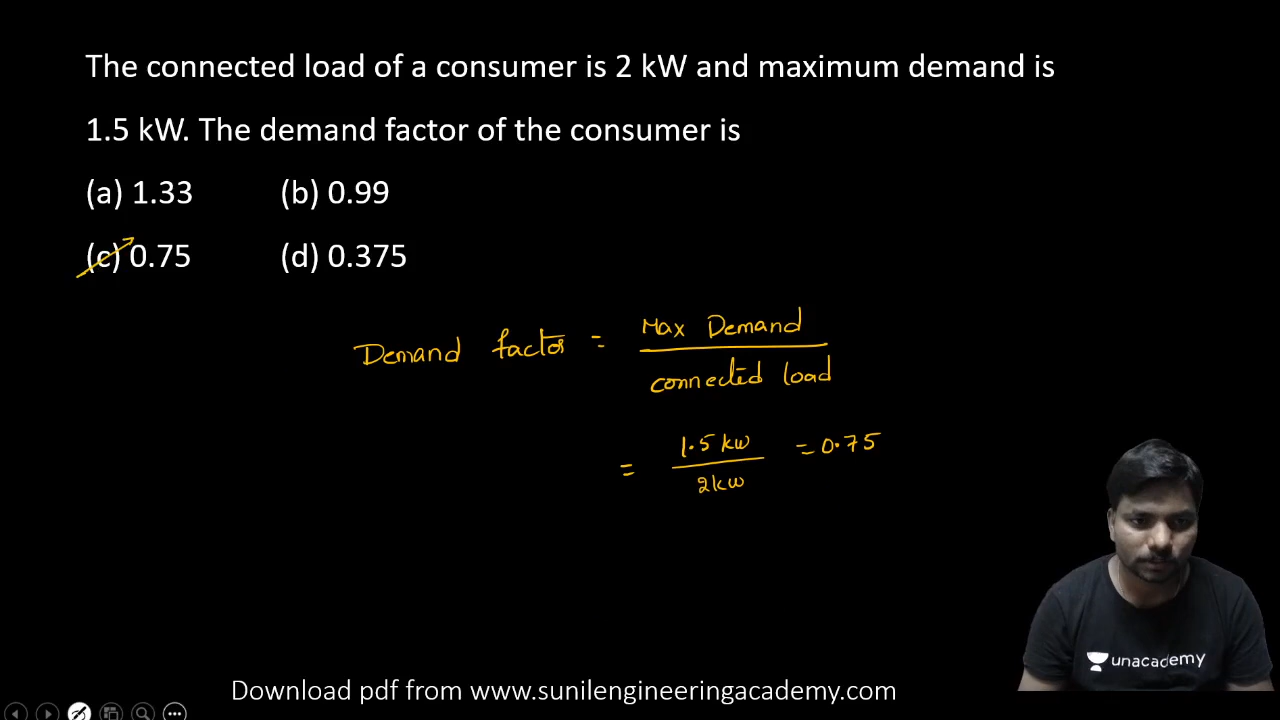 The connected load of a consumer is 2 kW and maximum demand is
1.5 kW. The demand factor of the consumer is
(a) 1.33 (b) 0.99
(c) 0.75 (d) 0.375
Demand factor = Max Demand
connected load
= 1.5 kw = 0.75
2kw
unacademy
Download pdf from www.sunilengineeringacademy.com